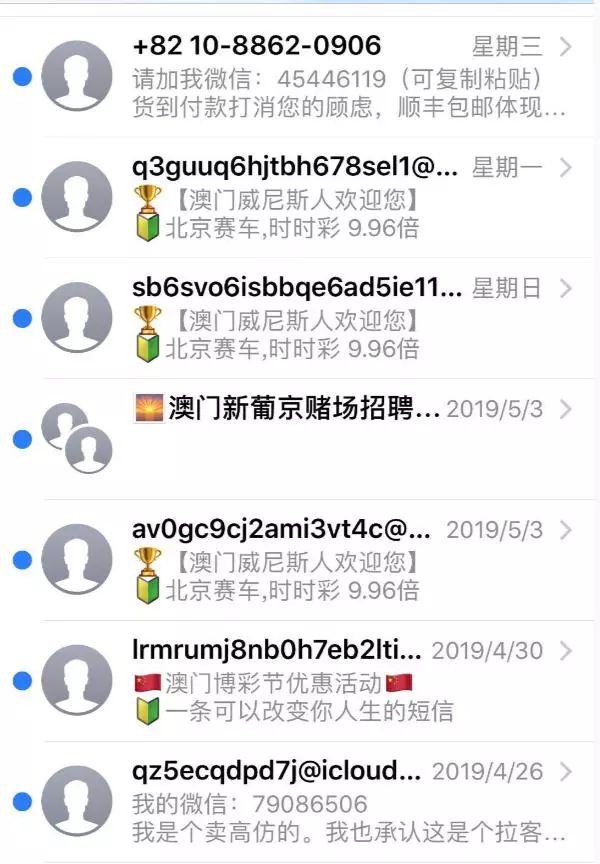 +82 10-8862-0906 星期三
请加我微信：45446119（可复制粘贴）
货到付款打消您的顾虑，顺丰包邮体现...
q3guuq6hjtbh678sel1@... 星期一
🏆【澳门威尼斯人欢迎您】
🔰北京赛车,时时彩 9.96倍
sb6svo6isbbqe6ad5ie11... 星期日
🏆【澳门威尼斯人欢迎您】
🔰北京赛车,时时彩 9.96倍
🌅澳门新葡京赌场招聘... 2019/5/3
av0gc9cj2ami3vt4c@... 2019/5/3
🏆【澳门威尼斯人欢迎您】
🔰北京赛车,时时彩 9.96倍
lrmrumj8nb0h7eb2lti... 2019/4/30
🇨🇳澳门博彩节优惠活动🇨🇳
🔰一条可以改变你人生的短信
qz5ecqdpd7j@icloud... 2019/4/26
我的微信：79086506
我是个卖高仿的。我也承认这是个拉客...